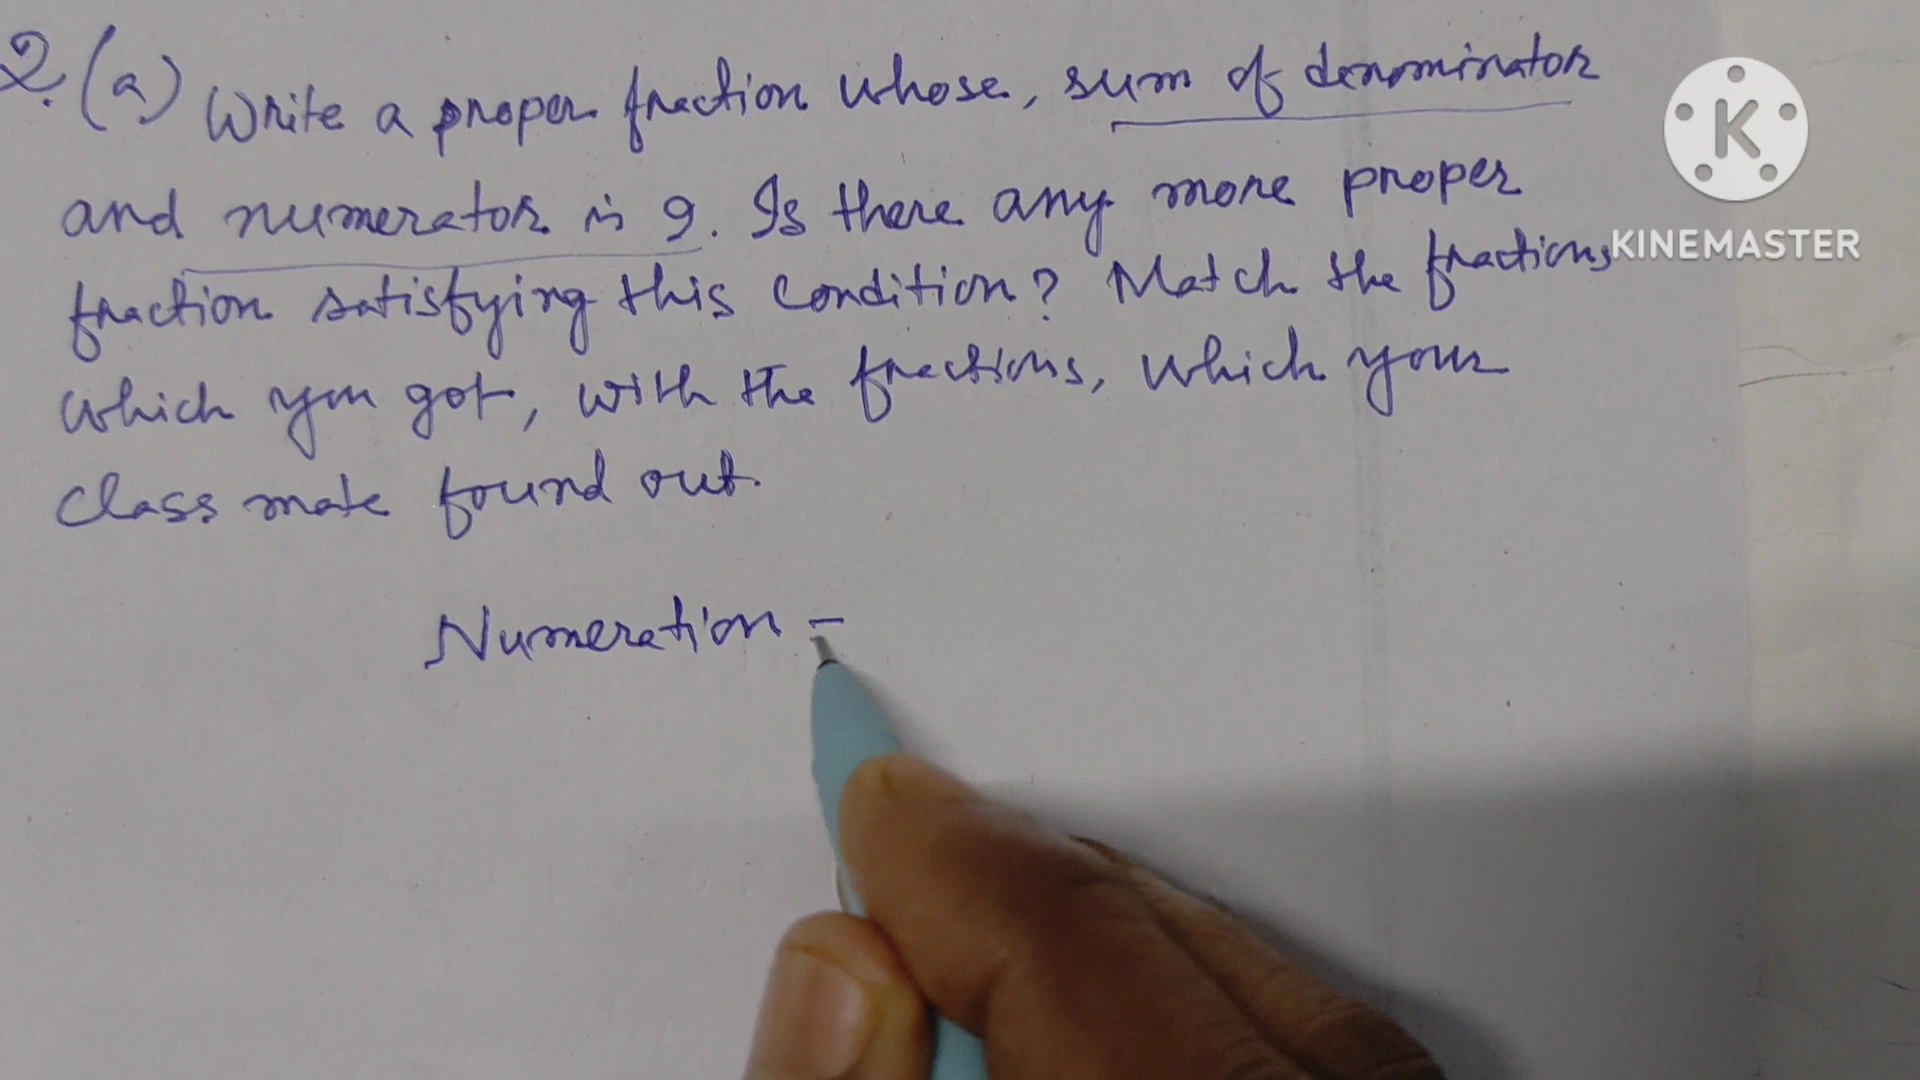 2. (a) Write a proper fraction whose, sum of denominator
and numerator is 9. Is there any more proper
fraction satisfying this condition? Match the fractions
which you got, with the fractions, which your
class mate found out.
Numeration =
K
KINEMASTER